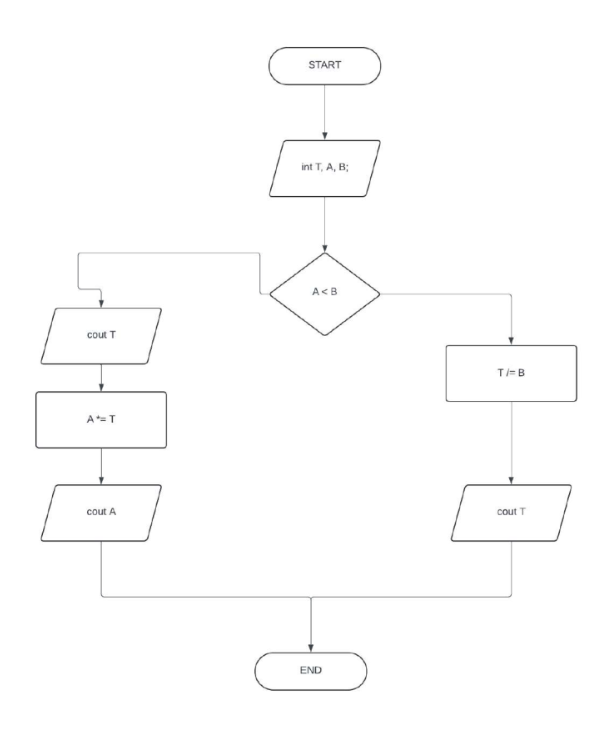 START
int T, A, B;
A < B
cout T
A *= T
cout A
T /= B
cout T
END